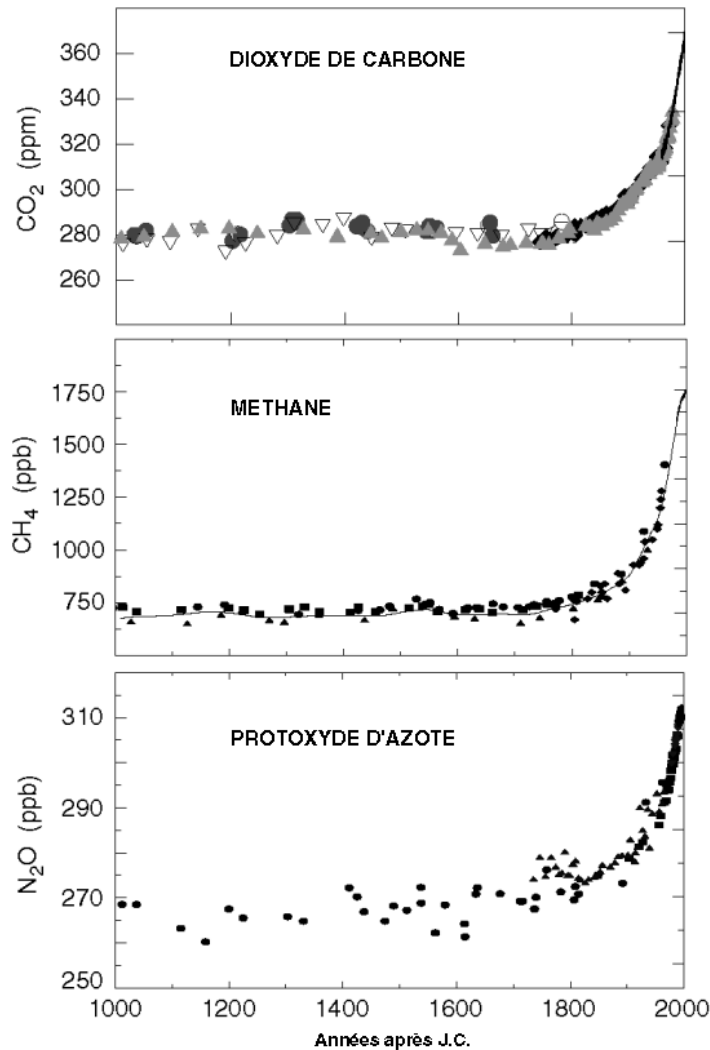 DIOXYDE DE CARBONE
CO₂ (ppm)
360
340
320
300
280
260
METHANE
CH₄ (ppb)
1750
1500
1250
1000
750
PROTOXYDE D'AZOTE
N₂O (ppb)
310
290
270
250
1000 1200 1400 1600 1800 2000
Années après J.C.